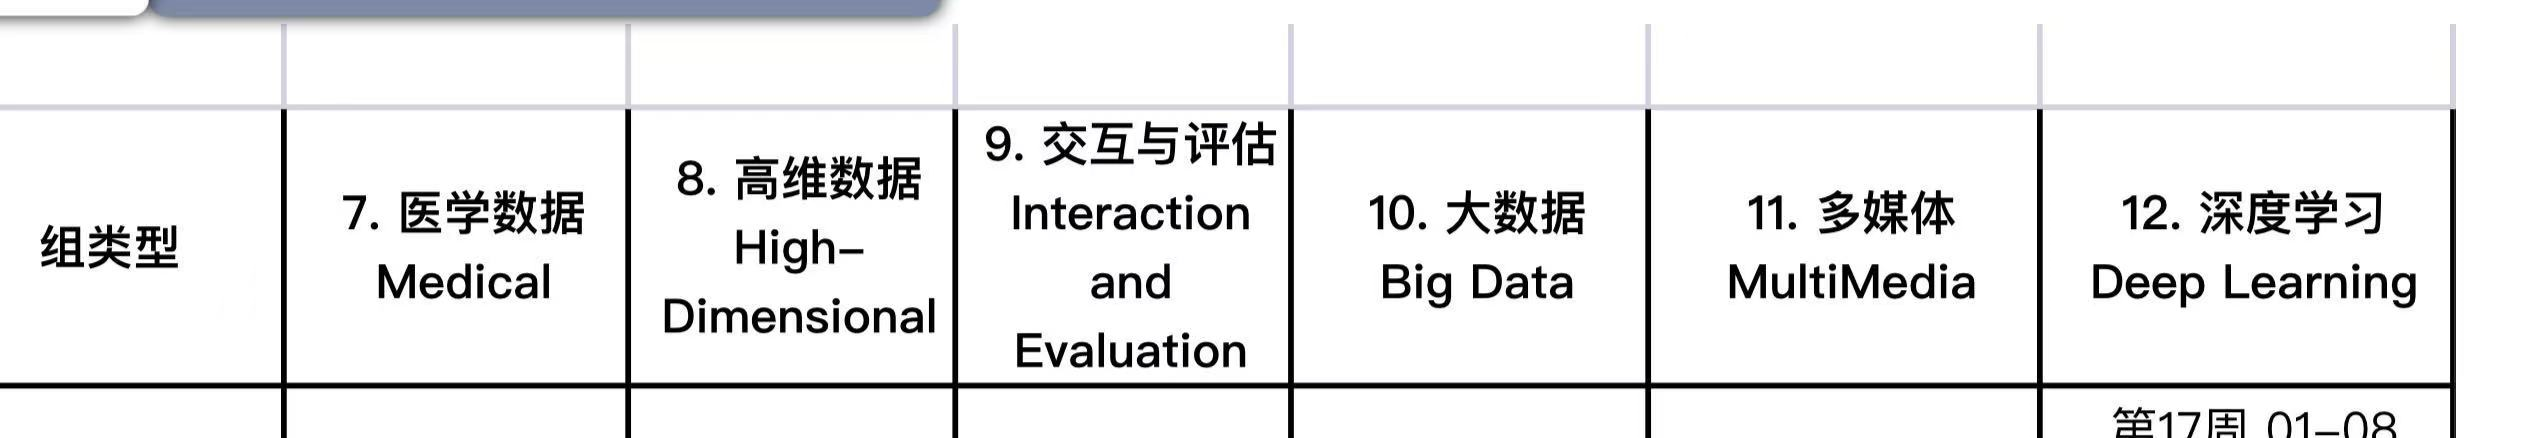 组类型
7. 医学数据
Medical
8. 高维数据
High-
Dimensional
9. 交互与评估
Interaction
and
Evaluation
10. 大数据
Big Data
11. 多媒体
MultiMedia
12. 深度学习
Deep Learning
第17周 01-08